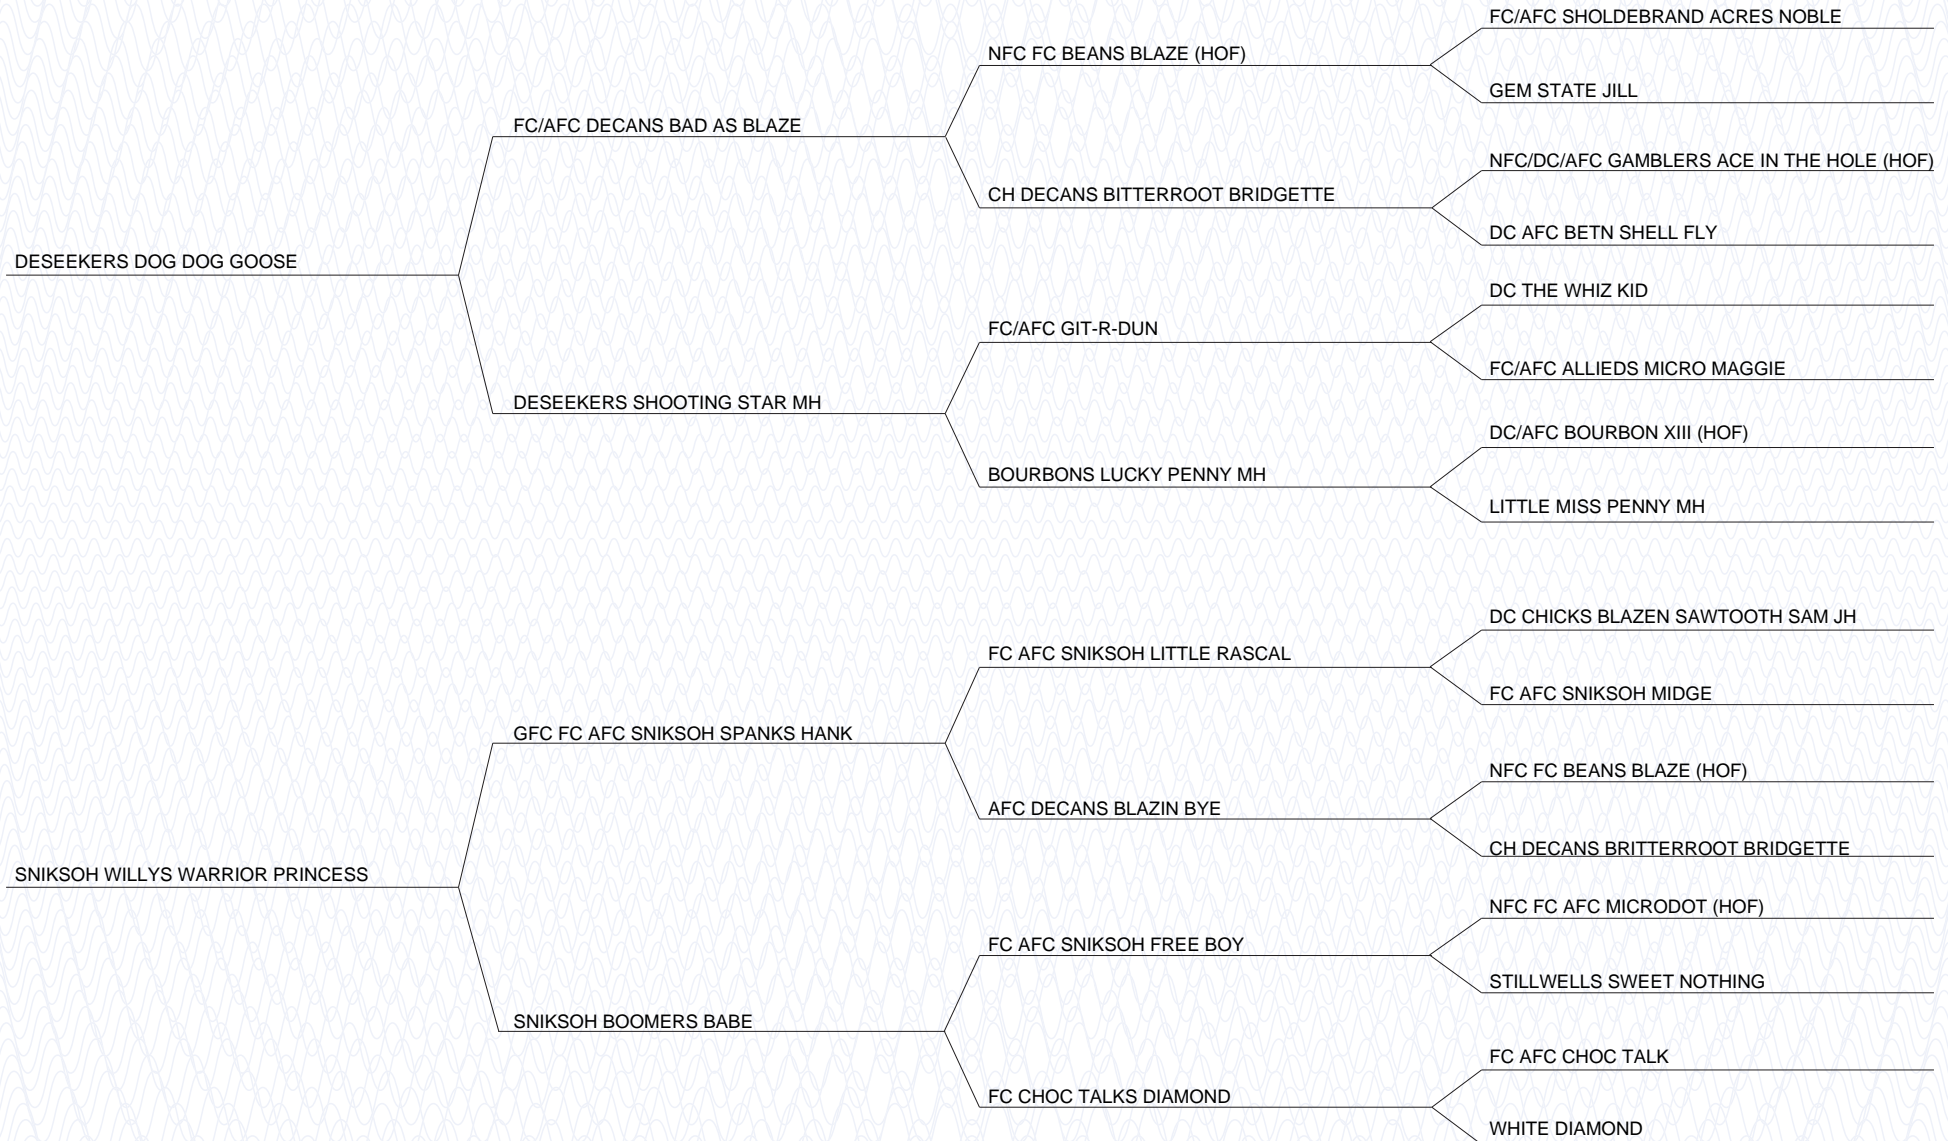 FC/AFC SHOLDEBRAND ACRES NOBLE
NFC FC BEANS BLAZE (HOF)
GEM STATE JILL
FC/AFC DECANS BAD AS BLAZE
NFC/DC/AFC GAMBLERS ACE IN THE HOLE (HOF)
CH DECANS BITTERROOT BRIDGETTE
DC AFC BETN SHELL FLY
DESEEKERS DOG DOG GOOSE
DC THE WHIZ KID
FC/AFC GIT-R-DUN
FC/AFC ALLIEDS MICRO MAGGIE
DESEEKERS SHOOTING STAR MH
DC/AFC BOURBON XIII (HOF)
BOURBONS LUCKY PENNY MH
LITTLE MISS PENNY MH
DC CHICKS BLAZEN SAWTOOTH SAM JH
FC AFC SNIKSOH LITTLE RASCAL
FC AFC SNIKSOH MIDGE
GFC FC AFC SNIKSOH SPANKS HANK
NFC FC BEANS BLAZE (HOF)
AFC DECANS BLAZIN BYE
CH DECANS BRITTERROOT BRIDGETTE
SNIKSOH WILLYS WARRIOR PRINCESS
NFC FC AFC MICRODOT (HOF)
FC AFC SNIKSOH FREE BOY
STILLWELLS SWEET NOTHING
SNIKSOH BOOMERS BABE
FC AFC CHOC TALK
FC CHOC TALKS DIAMOND
WHITE DIAMOND